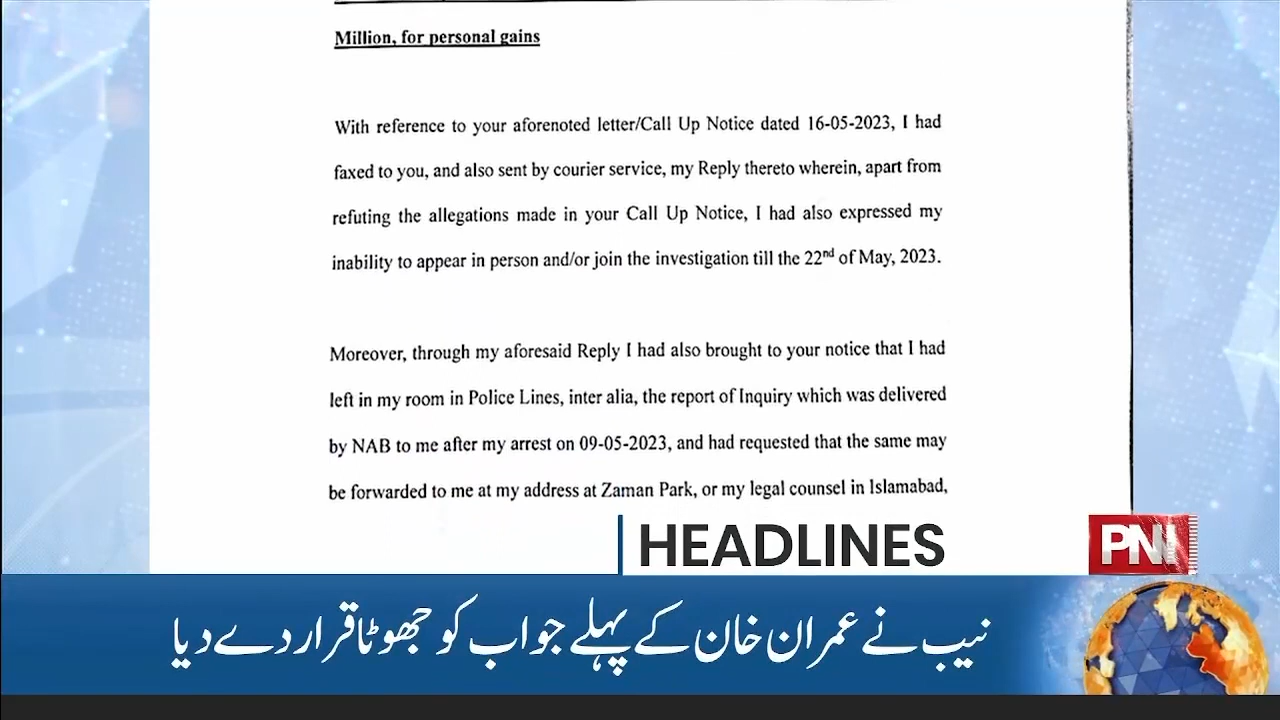 Million, for personal gains
With reference to your aforenoted letter/Call Up Notice dated 16-05-2023, I had
faxed to you, and also sent by courier service, my Reply thereto wherein, apart from
refuting the allegations made in your Call Up Notice, I had also expressed my
inability to appear in person and/or join the investigation till the 22nd of May, 2023.
Moreover, through my aforesaid Reply I had also brought to your notice that I had
left in my room in Police Lines, inter alia, the report of Inquiry which was delivered
by NAB to me after my arrest on 09-05-2023, and had requested that the same may
be forwarded to me at my address at Zaman Park, or my legal counsel in Islamabad,
HEADLINES
PNI
نیب نے عمران خان کے پہلے جواب کو جھوٹا قرار دے دیا